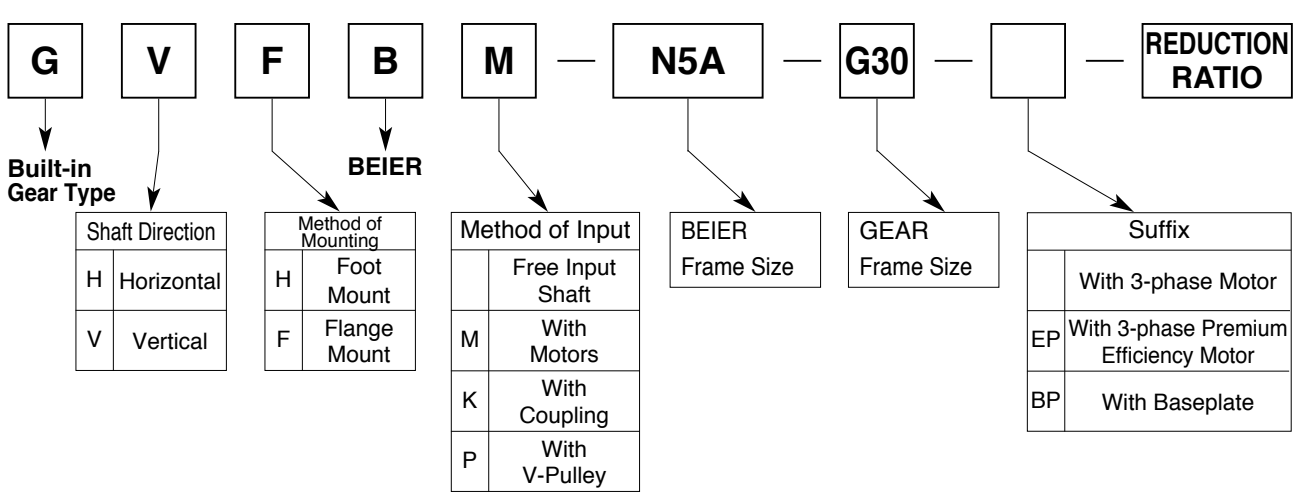 G V F B M — N5A — G30 — — REDUCTION RATIO
Built-in
Gear Type
BEIER
Shaft Direction
H Horizontal
V Vertical
Method of
Mounting
H Foot
Mount
F Flange
Mount
Method of Input
Free Input
Shaft
M With
Motors
K With
Coupling
P With
V-Pulley
BEIER
Frame Size
GEAR
Frame Size
Suffix
With 3-phase Motor
EP With 3-phase Premium
Efficiency Motor
BP With Baseplate